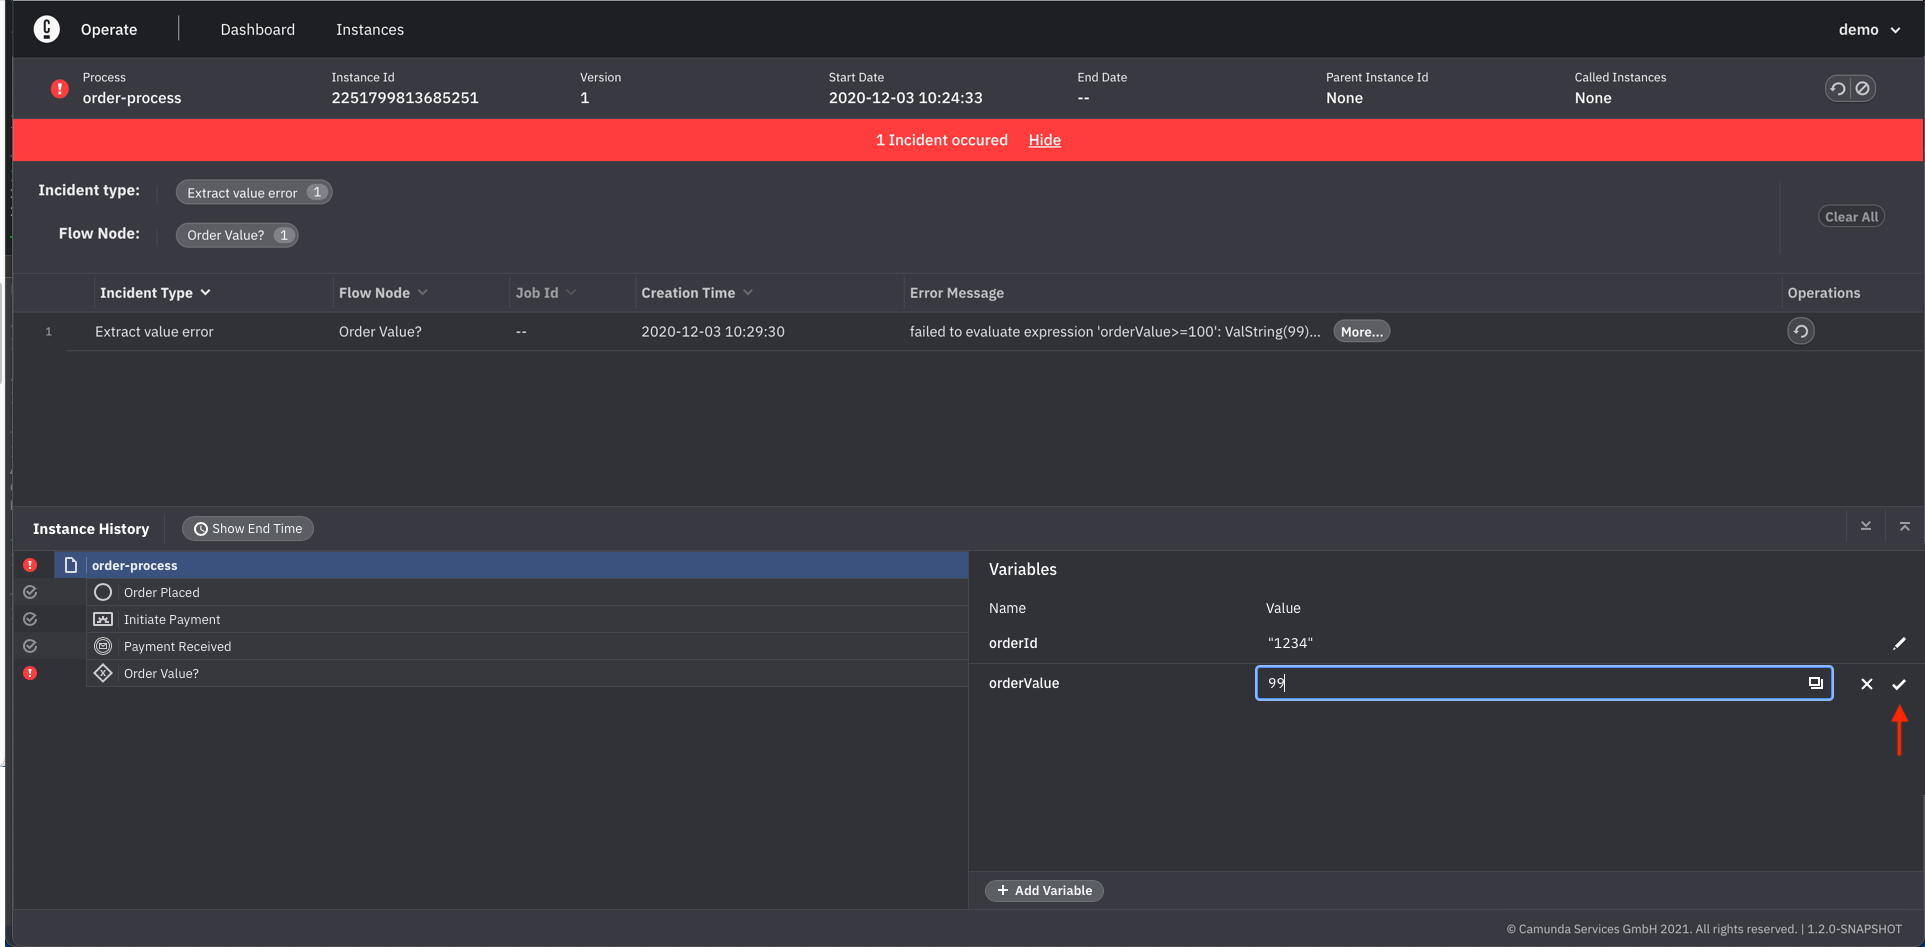 Operate Dashboard Instances demo
Process Instance Id Version Start Date End Date Parent Instance Id Called Instances
order-process 2251799813685251 1 2020-12-03 10:24:33 -- None None
1 Incident occured Hide
Incident type: Extract value error 1
Clear All
Flow Node: Order Value? 1
Incident Type Flow Node Job Id Creation Time Error Message Operations
1 Extract value error Order Value? -- 2020-12-03 10:29:30 failed to evaluate expression 'orderValue>=100': ValString(99)... More...
Instance History Show End Time
order-process
Order Placed
Initiate Payment
Payment Received
Order Value?
Variables
Name Value
orderId "1234"
orderValue 99
+ Add Variable
© Camunda Services GmbH 2021. All rights reserved. | 1.2.0-SNAPSHOT